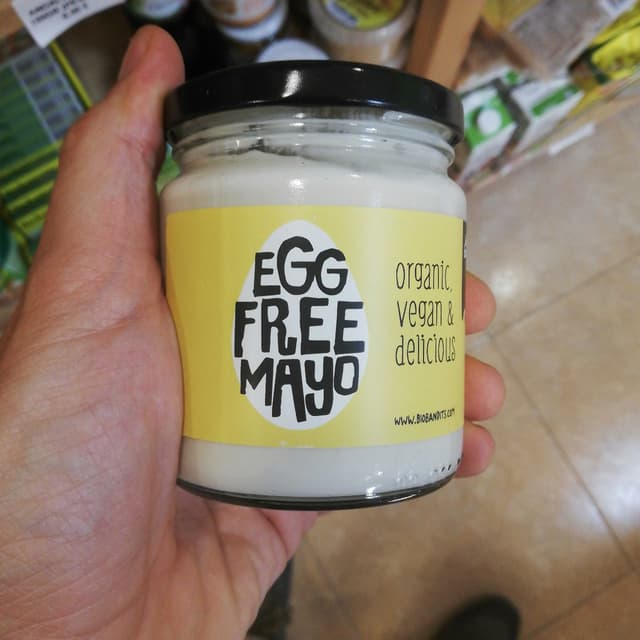 EGG
FREE
MAYO
organic,
vegan &
delicious
www.BIOBANDITS.com